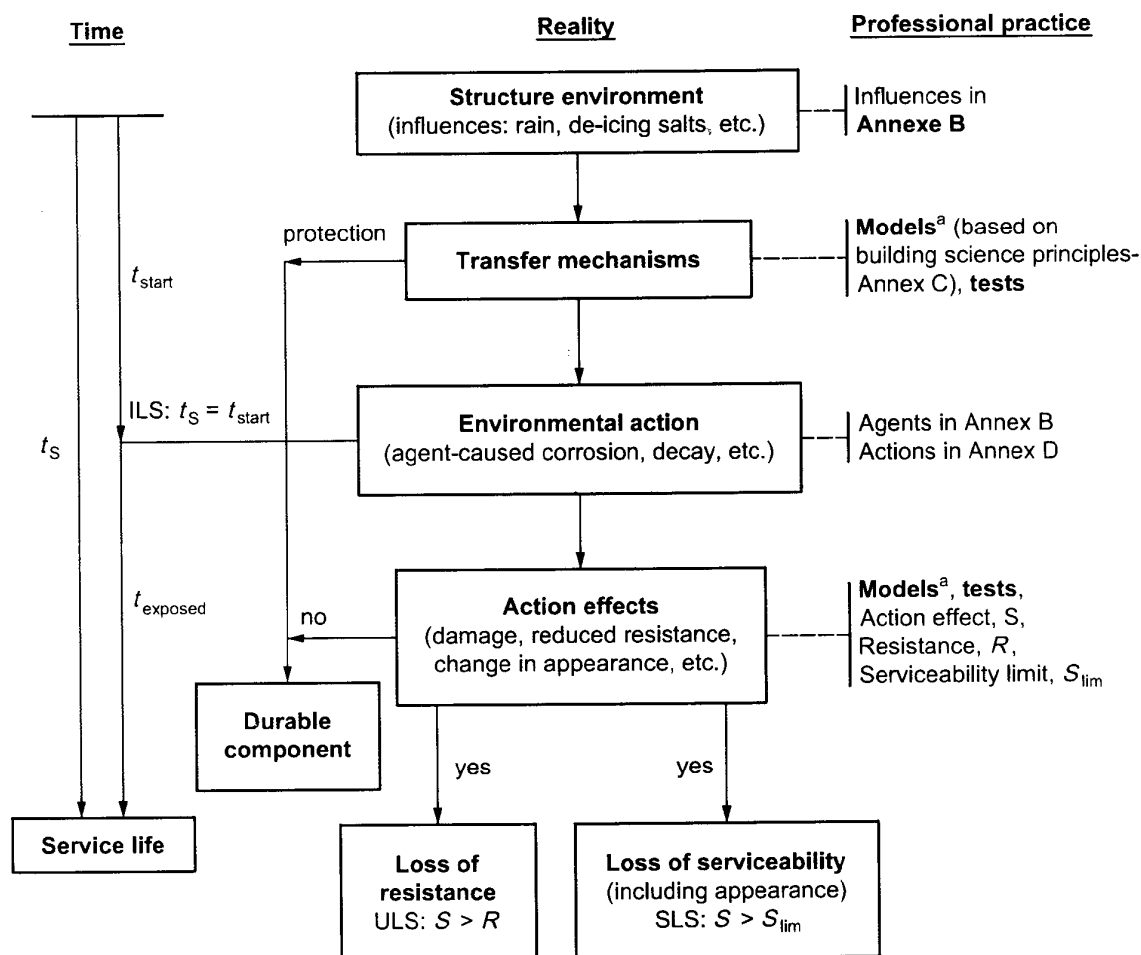 Time
Reality
Professional practice
Structure environment
(influences: rain, de-icing salts, etc.)
Influences in
Annexe B
protection
Transfer mechanisms
Models^a (based on
building science principles-
Annex C), tests
t_start
ILS: t_S = t_start
t_S
Environmental action
(agent-caused corrosion, decay, etc.)
Agents in Annex B
Actions in Annex D
t_exposed
no
Action effects
(damage, reduced resistance,
change in appearance, etc.)
Models^a, tests,
Action effect, S,
Resistance, R,
Serviceability limit, S_lim
Durable
component
yes
yes
Service life
Loss of
resistance
ULS: S > R
Loss of serviceability
(including appearance)
SLS: S > S_lim